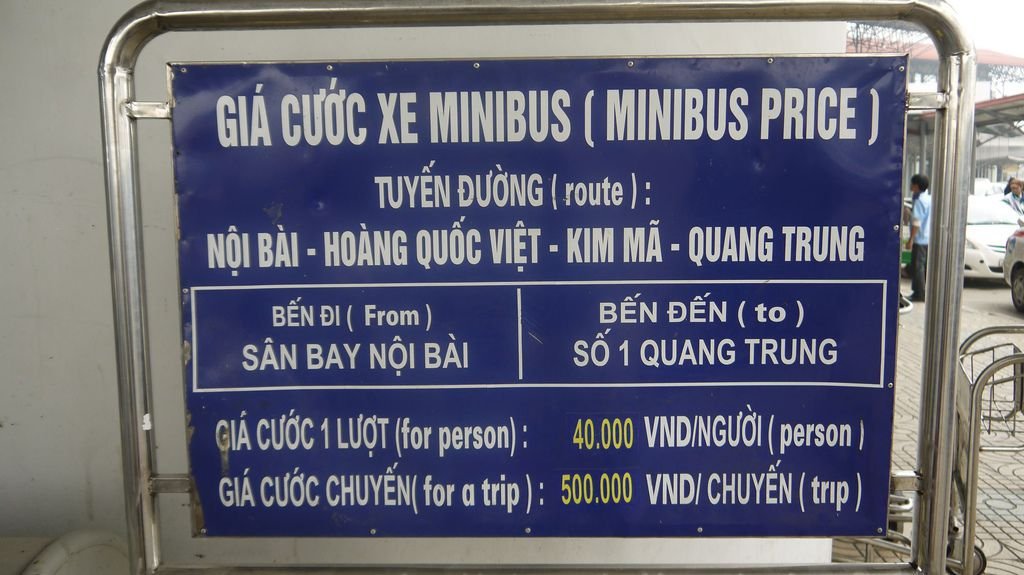 GIÁ CƯỚC XE MINIBUS ( MINIBUS PRICE )
TUYẾN ĐƯỜNG ( route ) :
NỘI BÀI - HOÀNG QUỐC VIỆT - KIM MÃ - QUANG TRUNG
BẾN ĐI ( From )
SÂN BAY NỘI BÀI
BẾN ĐẾN ( to )
SỐ 1 QUANG TRUNG
GIÁ CƯỚC 1 LƯỢT (for person) : 40.000 VND/NGƯỜI ( person )
GIÁ CƯỚC CHUYẾN( for a trip ) : 500.000 VND/ CHUYẾN ( trip )